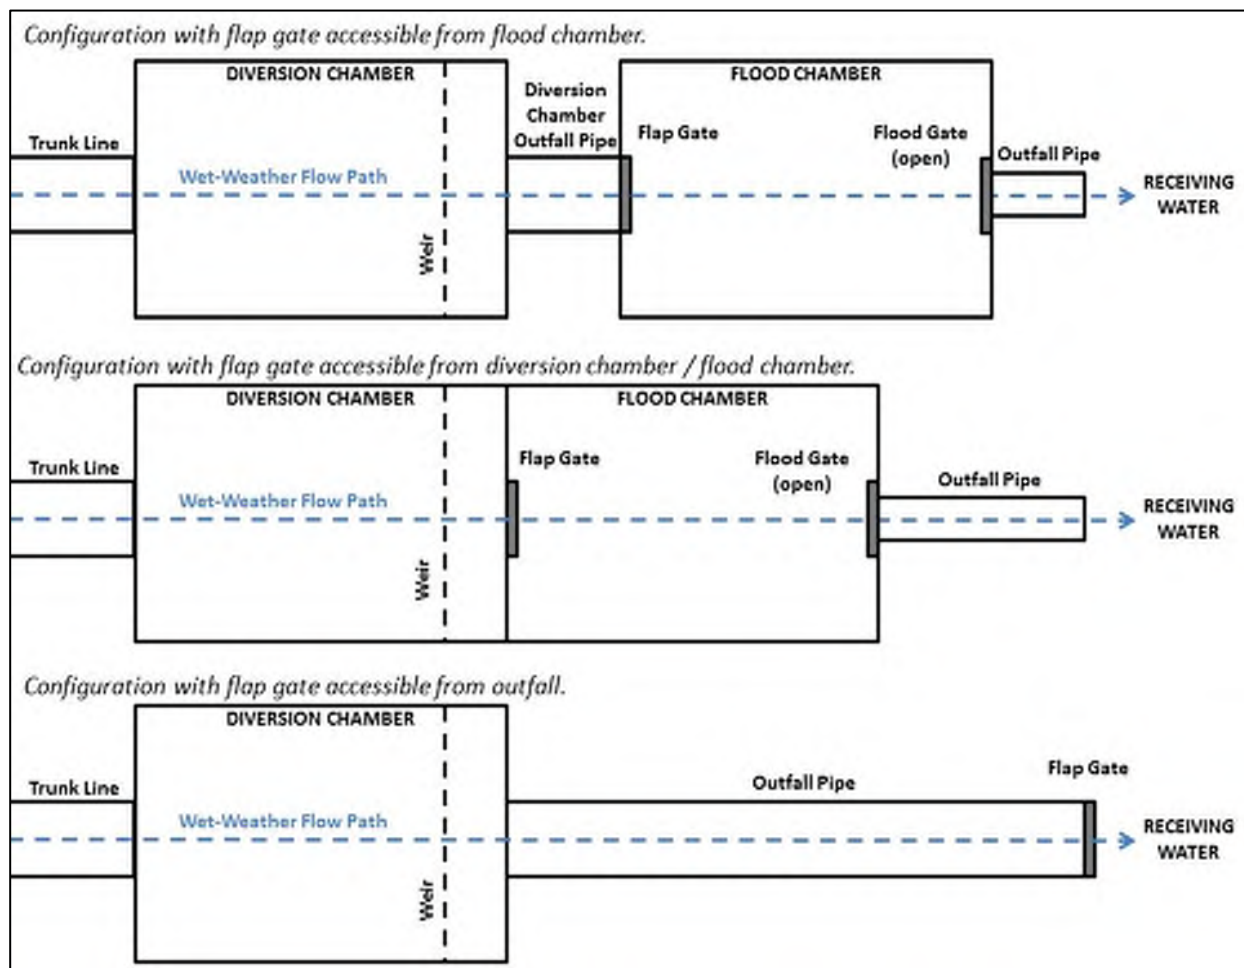 Configuration with flap gate accessible from flood chamber.
DIVERSION CHAMBER
FLOOD CHAMBER
Diversion
Chamber
Outfall Pipe
Trunk Line
Flap Gate
Flood Gate
(open)
Outfall Pipe
Wet-Weather Flow Path
Weir
RECEIVING
WATER
Configuration with flap gate accessible from diversion chamber / flood chamber.
DIVERSION CHAMBER
FLOOD CHAMBER
Trunk Line
Flap Gate
Flood Gate
(open)
Outfall Pipe
Wet-Weather Flow Path
Weir
RECEIVING
WATER
Configuration with flap gate accessible from outfall.
DIVERSION CHAMBER
Trunk Line
Outfall Pipe
Flap Gate
Wet-Weather Flow Path
Weir
RECEIVING
WATER